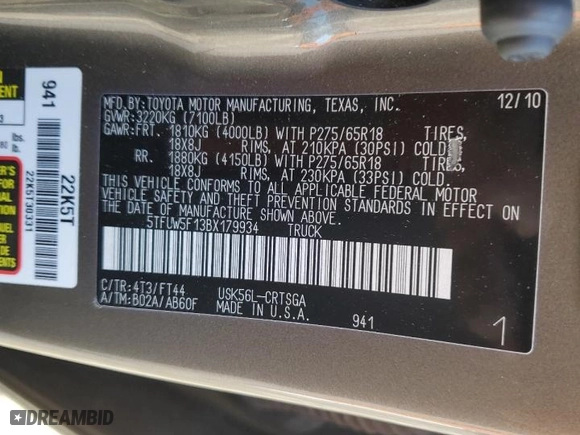 MFD.BY:TOYOTA MOTOR MANUFACTURING, TEXAS, INC. 12/10
GVWR:3220KG (7100LB)
GAWR:FRT. 1810KG (4000LB) WITH P275/65R18 TIRES,
18X8J RIMS, AT 210KPA (30PSI) COLD
RR. 1880KG (4150LB) WITH P275/65R18 TIRES,
18X8J RIMS, AT 230KPA (33PSI) COLD
THIS VEHICLE CONFORMS TO ALL APPLICABLE FEDERAL MOTOR
VEHICLE SAFETY AND THEFT PREVENTION STANDARDS IN EFFECT
ON THE DATE OF MANUFACTURE SHOWN ABOVE.
5TFUW5F13BX179934 TRUCK
C/TR:4T3/FT44 USK56L-CRTSGA
A/TM:B02A/AB60F MADE IN U.S.A.
941
1
941
22K5T
22K5T30331
lbs.
DREAMBID